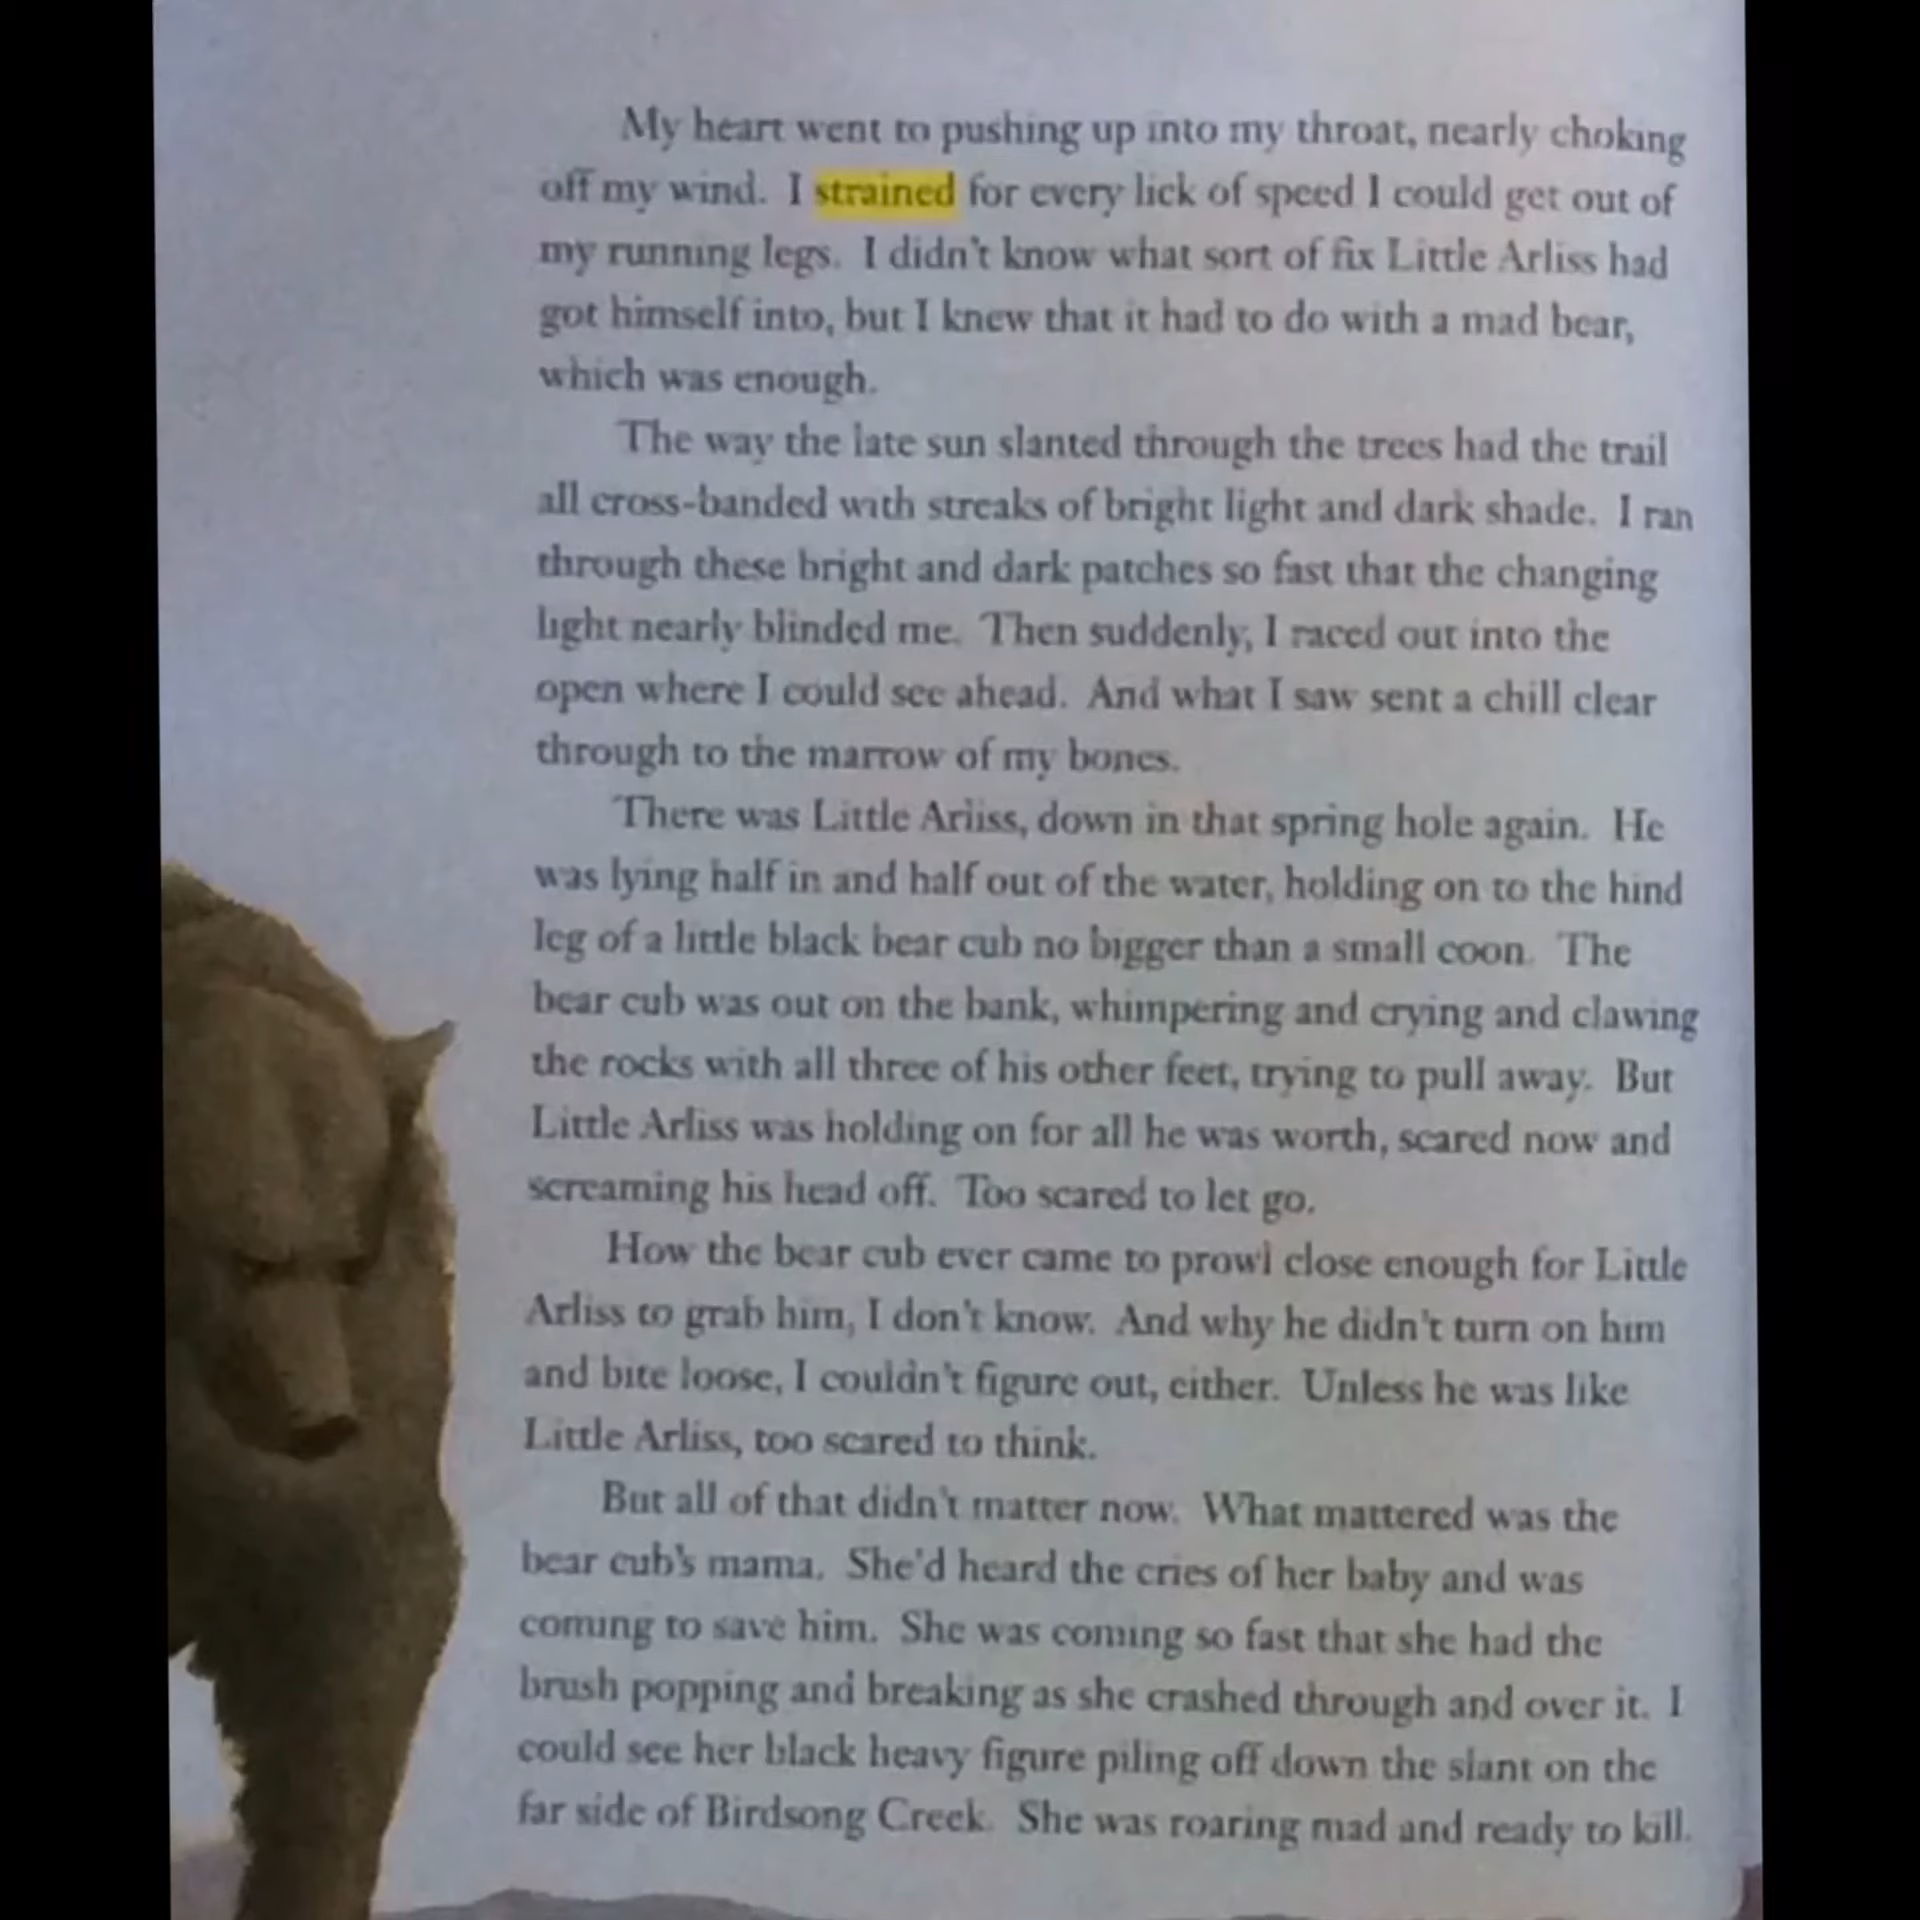 My heart went to pushing up into my throat, nearly choking
off my wind. I strained for every lick of speed I could get out of
my running legs. I didn't know what sort of fix Little Arliss had
got himself into, but I knew that it had to do with a mad bear,
which was enough.
The way the late sun slanted through the trees had the trail
all cross-banded with streaks of bright light and dark shade. I ran
through these bright and dark patches so fast that the changing
light nearly blinded me. Then suddenly, I raced out into the
open where I could see ahead. And what I saw sent a chill clear
through to the marrow of my bones.
There was Little Arliss, down in that spring hole again. He
was lying half in and half out of the water, holding on to the hind
leg of a little black bear cub no bigger than a small coon. The
bear cub was out on the bank, whimpering and crying and clawing
the rocks with all three of his other feet, trying to pull away. But
Little Arliss was holding on for all he was worth, scared now and
screaming his head off. Too scared to let go.
How the bear cub ever came to prowl close enough for Little
Arliss to grab him, I don't know. And why he didn't turn on him
and bite loose, I couldn't figure out, either. Unless he was like
Little Arliss, too scared to think.
But all of that didn't matter now. What mattered was the
bear cub's mama. She'd heard the cries of her baby and was
coming to save him. She was coming so fast that she had the
brush popping and breaking as she crashed through and over it. I
could see her black heavy figure piling off down the slant on the
far side of Birdsong Creek. She was roaring mad and ready to kill.